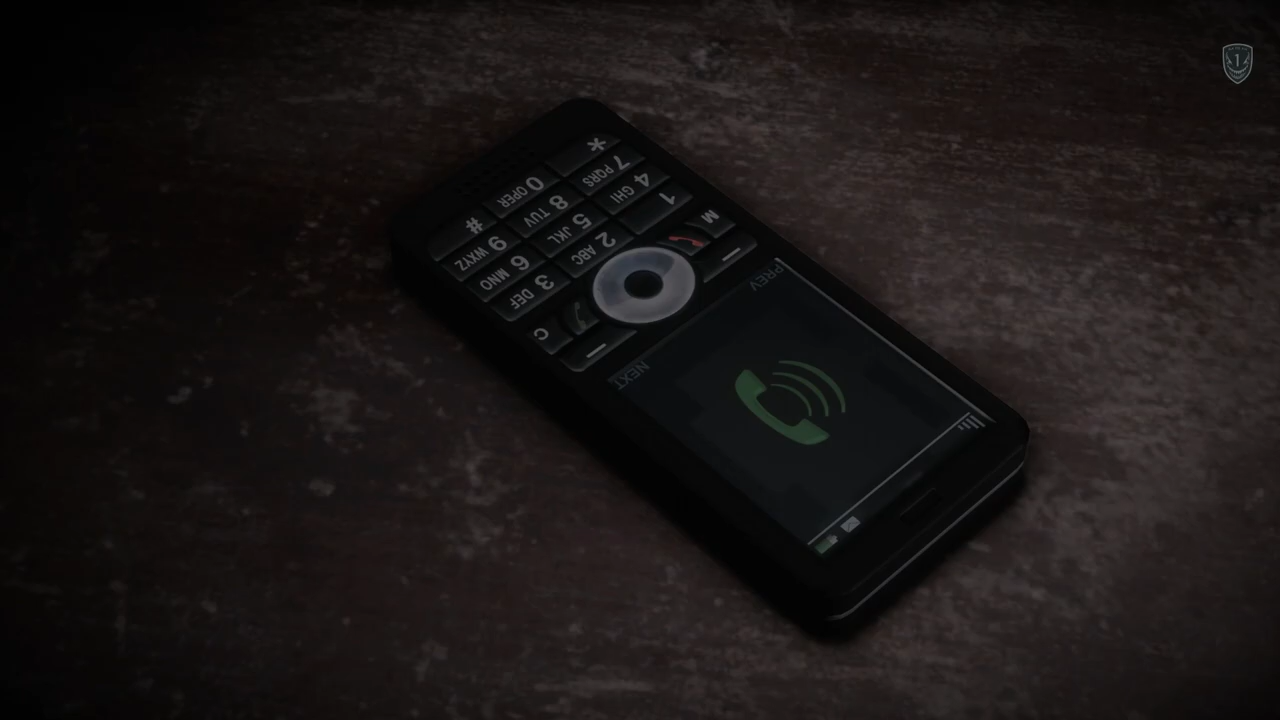 *
7 PQRS
4 GHI
1
M
0 OPER
8 TUV
5 JKL
2 ABC
#
9 WXYZ
6 MNO
3 DEF
C
PREV
NEXT
1